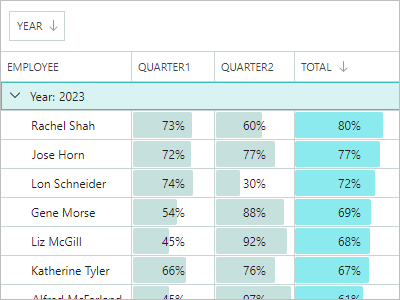 YEAR
EMPLOYEE QUARTER1 QUARTER2 TOTAL
Year: 2023
Rachel Shah 73% 60% 80%
Jose Horn 72% 77% 77%
Lon Schneider 74% 30% 72%
Gene Morse 54% 88% 69%
Liz McGill 45% 92% 68%
Katherine Tyler 66% 76% 67%
Alfred McFarland 45% 97% 61%